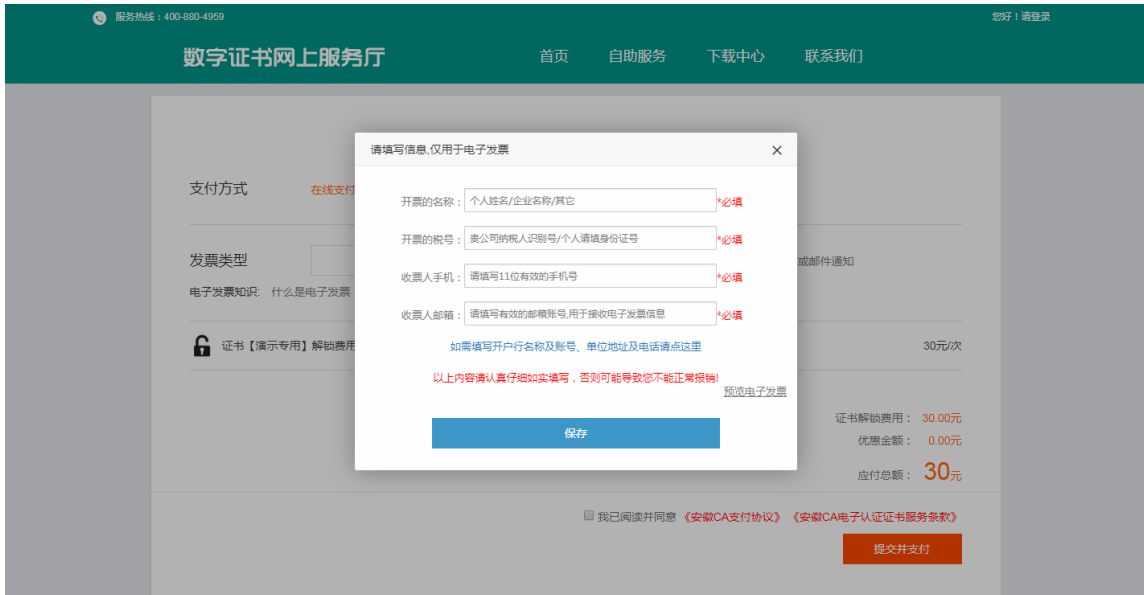 服务热线：400-880-4959
您好！请登录
数字证书网上服务厅
首页 自助服务 下载中心 联系我们
请填写信息,仅用于电子发票 ×
支付方式 在线支付
开票的名称： 个人姓名/企业名称/其它 *必填
开票的税号： 贵公司纳税人识别号/个人请填身份证号 *必填
发票类型
或邮件通知
收票人手机： 请填写11位有效的手机号 *必填
电子发票知识: 什么是电子发票
收票人邮箱： 请填写有效的邮箱账号,用于接收电子发票信息 *必填
证书【演示专用】解锁费用
30元/次
如需填写开户行名称及账号、单位地址及电话请点这里
以上内容请认真仔细如实填写，否则可能导致您不能正常报销!
预览电子发票
保存
证书解锁费用： 30.00元
优惠金额： 0.00元
应付总额： 30元
我已阅读并同意《安徽CA支付协议》《安徽CA电子认证证书服务条款》
提交并支付